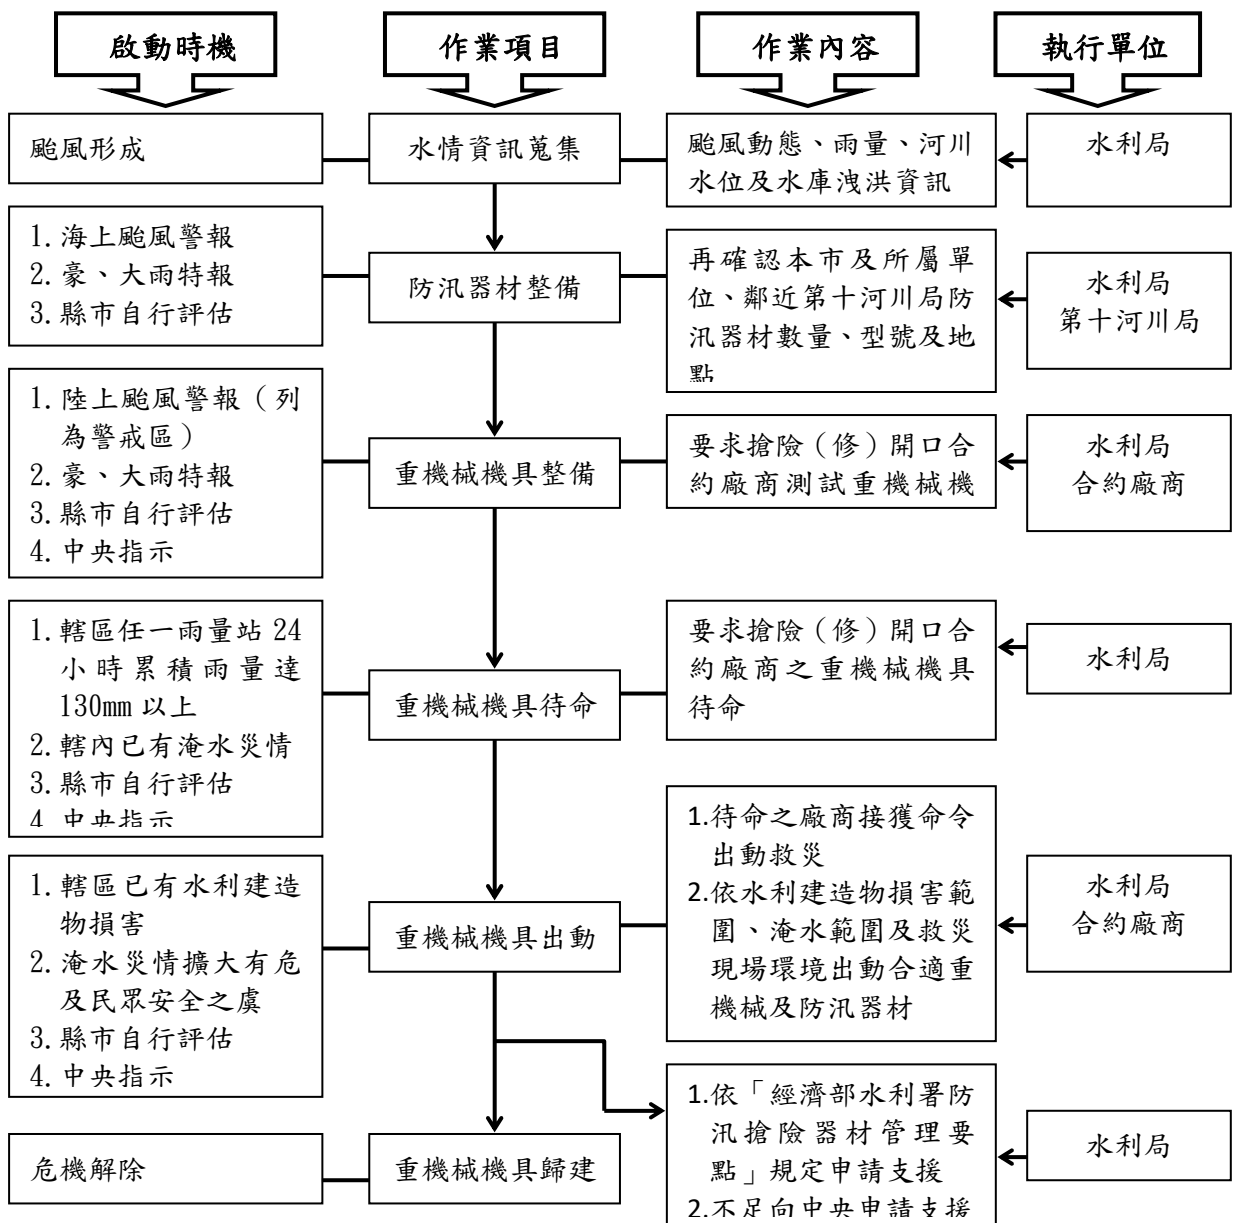 啟動時機
作業項目
作業內容
執行單位
颱風形成
水情資訊蒐集
颱風動態、雨量、河川
水位及水庫洩洪資訊
水利局
1.海上颱風警報
2.豪、大雨特報
3.縣市自行評估
防汛器材整備
再確認本市及所屬單
位、鄰近第十河川局防
汛器材數量、型號及地
點
水利局
第十河川局
1.陸上颱風警報（列
為警戒區）
2.豪、大雨特報
3.縣市自行評估
4.中央指示
重機械機具整備
要求搶險（修）開口合
約廠商測試重機械機
水利局
合約廠商
1.轄區任一雨量站 24
小時累積雨量達
130mm 以上
2.轄內已有淹水災情
3.縣市自行評估
4.中央指示
重機械機具待命
要求搶險（修）開口合
約廠商之重機械機具
待命
水利局
1.轄區已有水利建造
物損害
2.淹水災情擴大有危
及民眾安全之虞
3.縣市自行評估
4.中央指示
重機械機具出動
1.待命之廠商接獲命令
出動救災
2.依水利建造物損害範
圍、淹水範圍及救災
現場環境出動合適重
機械及防汛器材
水利局
合約廠商
危機解除
重機械機具歸建
1.依「經濟部水利署防
汛搶險器材管理要
點」規定申請支援
2.不足向中央申請支援
水利局